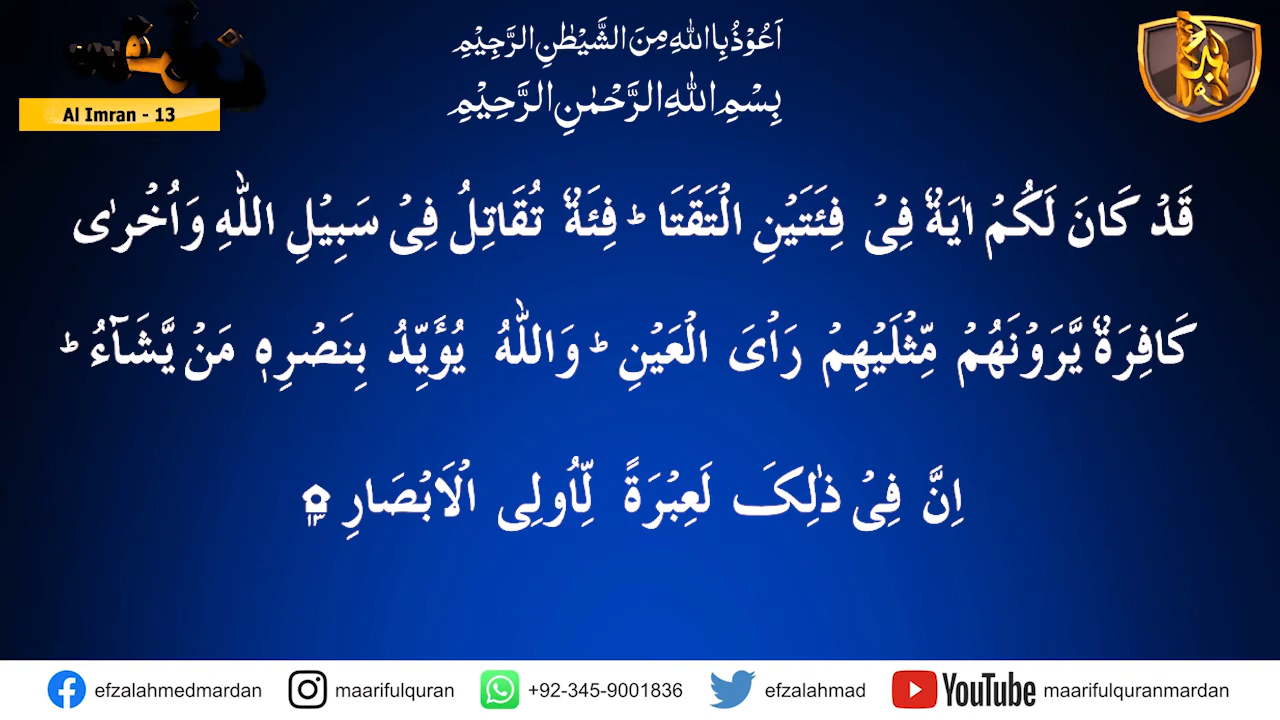 اَعُوْذُ بِاللّٰهِ مِنَ الشَّيْطٰنِ الرَّجِيْمِ
بِسْمِ اللّٰهِ الرَّحْمٰنِ الرَّحِيْمِ
Al Imran - 13
قَدْ كَانَ لَكُمْ اٰيَةٌ فِىْ فِئَتَيْنِ الْتَقَتَا ؕ فِئَةٌ تُقَاتِلُ فِىْ سَبِيْلِ اللّٰهِ وَاُخْرٰى
كَافِرَةٌ يَّرَوْنَهُمْ مِّثْلَيْهِمْ رَاْىَ الْعَيْنِ ؕ وَاللّٰهُ يُؤَيِّدُ بِنَصْرِهٖ مَنْ يَّشَآءُ ؕ
اِنَّ فِىْ ذٰلِكَ لَعِبْرَةً لِّاُولِى الْاَبْصَارِ ۝۱۳
efzalahmedmardan maarifulquran +92-345-9001836 efzalahmad YouTube maarifulquranmardan